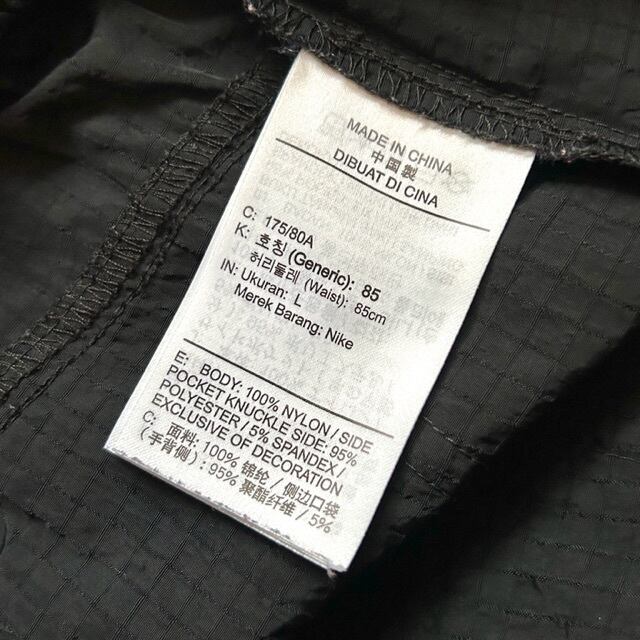 MADE IN CHINA
中国製
DIBUAT DI CINA
C: 175/80A
K: 호칭 (Generic): 85
허리둘레 (Waist): 85cm
IN: Ukuran: L
Merek Barang: Nike
E: BODY: 100% NYLON / SIDE
POCKET KNUCKLE SIDE: 95%
POLYESTER / 5% SPANDEX /
EXCLUSIVE OF DECORATION
C: 面料: 100% 锦纶 / 侧边口袋
(手背侧): 95% 聚酯纤维 / 5%